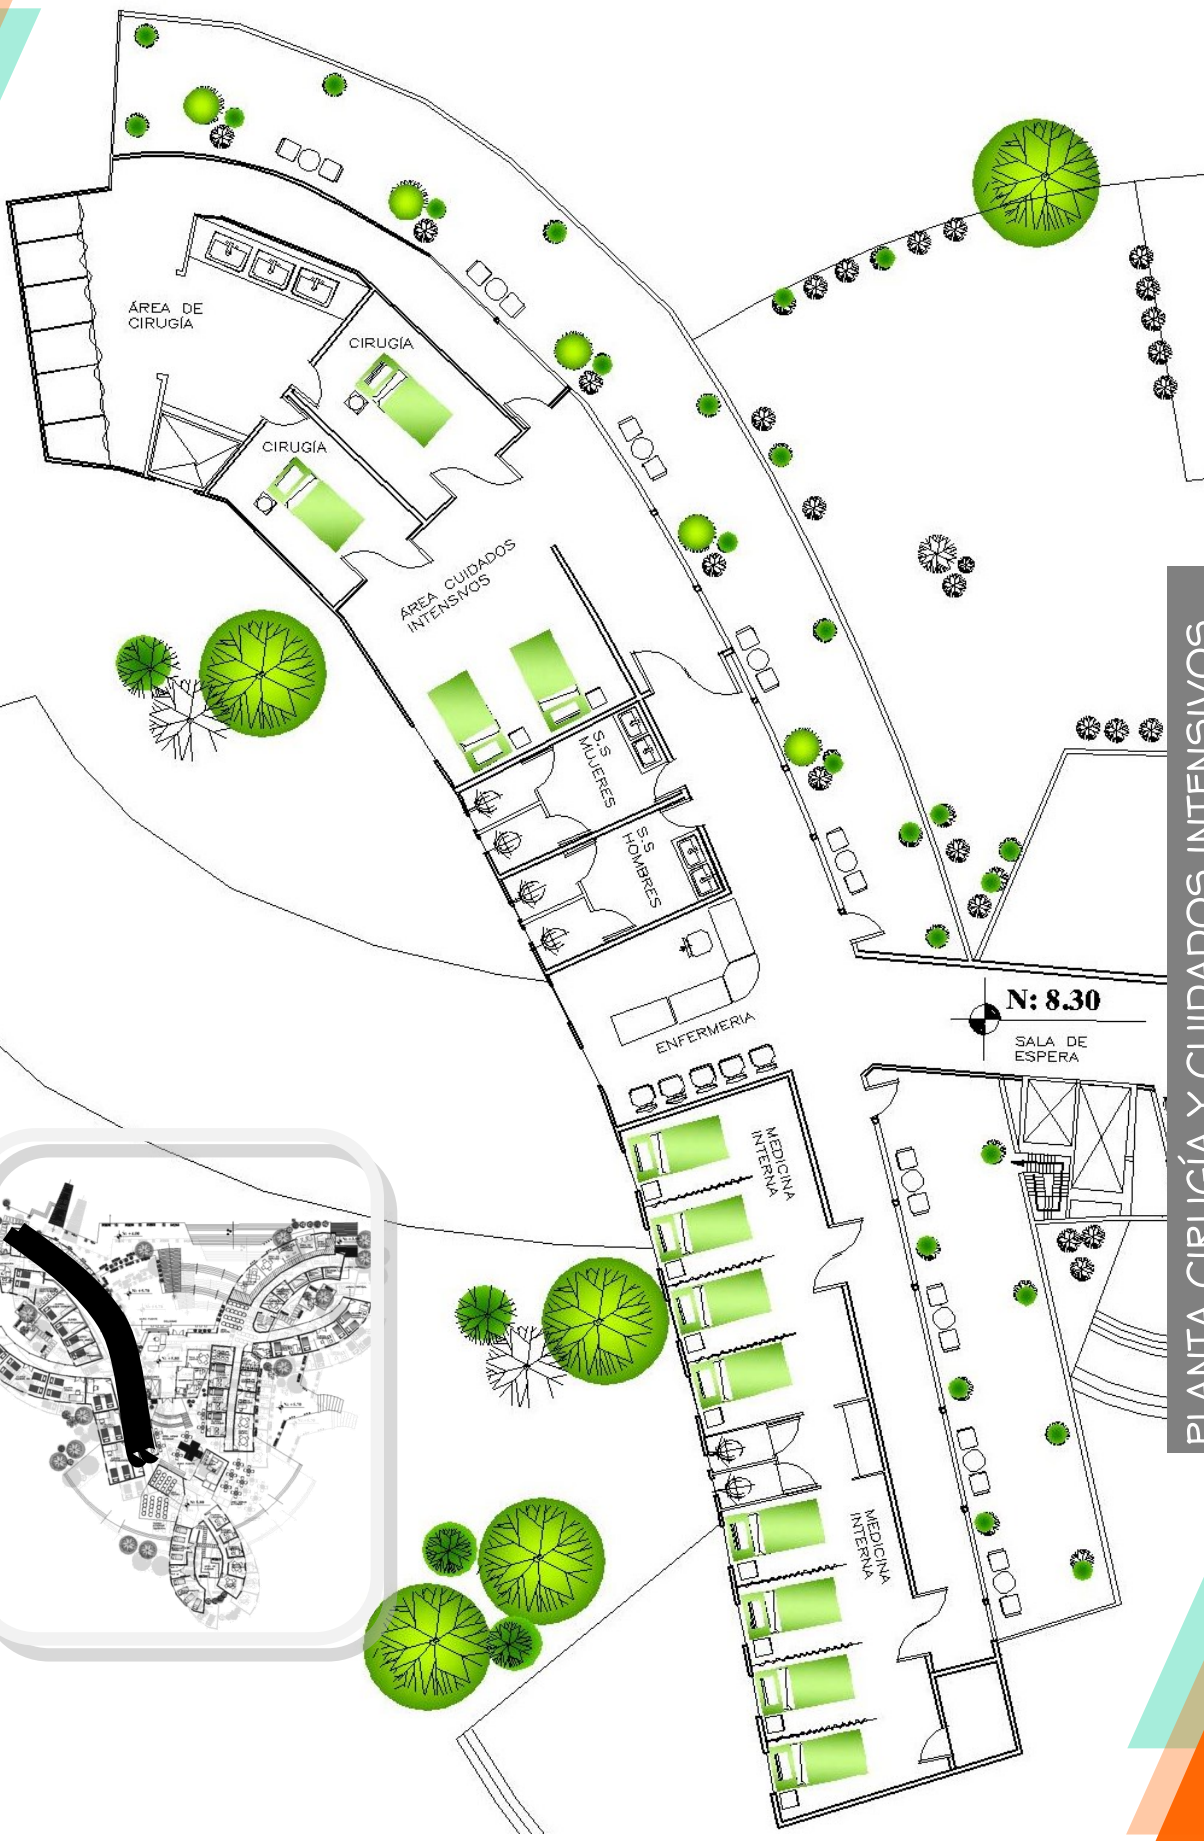 ÁREA DE
CIRUGÍA
CIRUGÍA
CIRUGÍA
ÁREA CUIDADOS
INTENSIVOS
S.S
MUJERES
S.S
HOMBRES
ENFERMERIA
N: 8.30
SALA DE
ESPERA
MEDICINA
INTERNA
MEDICINA
INTERNA
PLANTA CIRUGÍA Y CUIDADOS INTENSIVOS